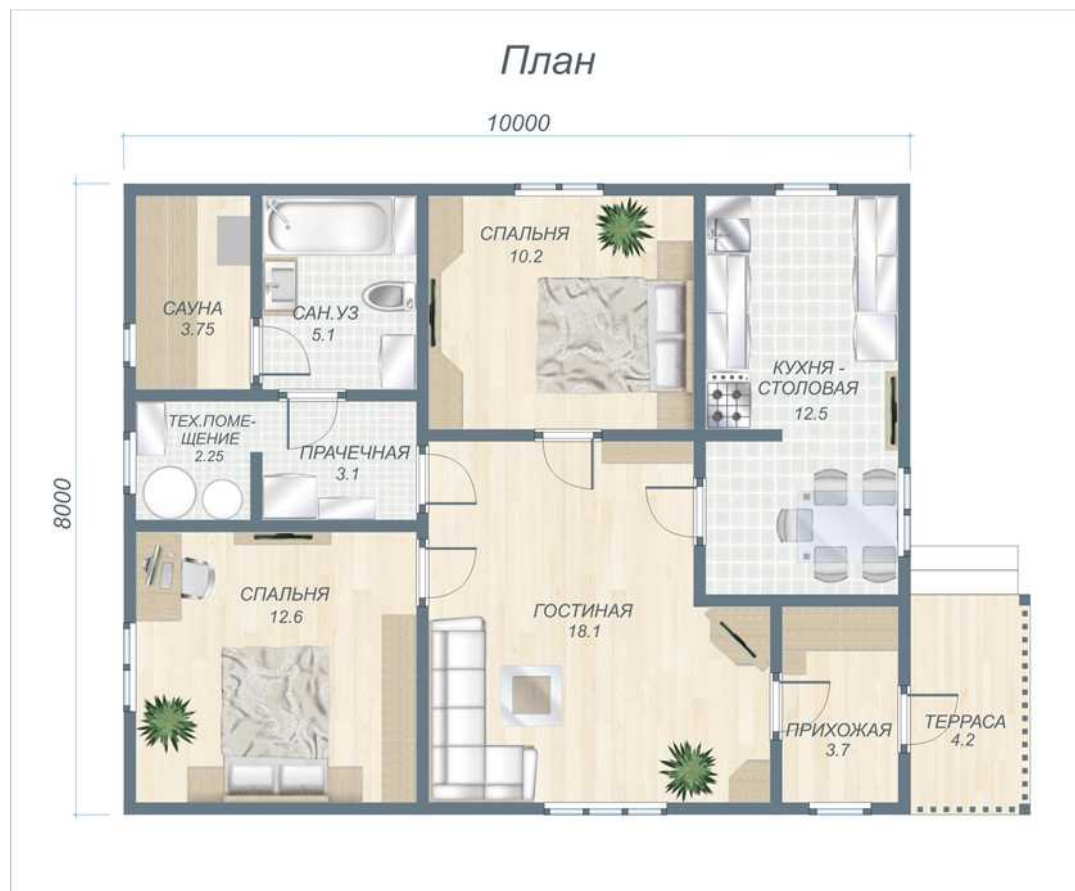 План
10000
8000
САУНА
3.75
САН.УЗ
5.1
СПАЛЬНЯ
10.2
КУХНЯ -
СТОЛОВАЯ
12.5
ТЕХ.ПОМЕ-
ЩЕНИЕ
2.25
ПРАЧЕЧНАЯ
3.1
СПАЛЬНЯ
12.6
ГОСТИНАЯ
18.1
ПРИХОЖАЯ
3.7
ТЕРРАСА
4.2